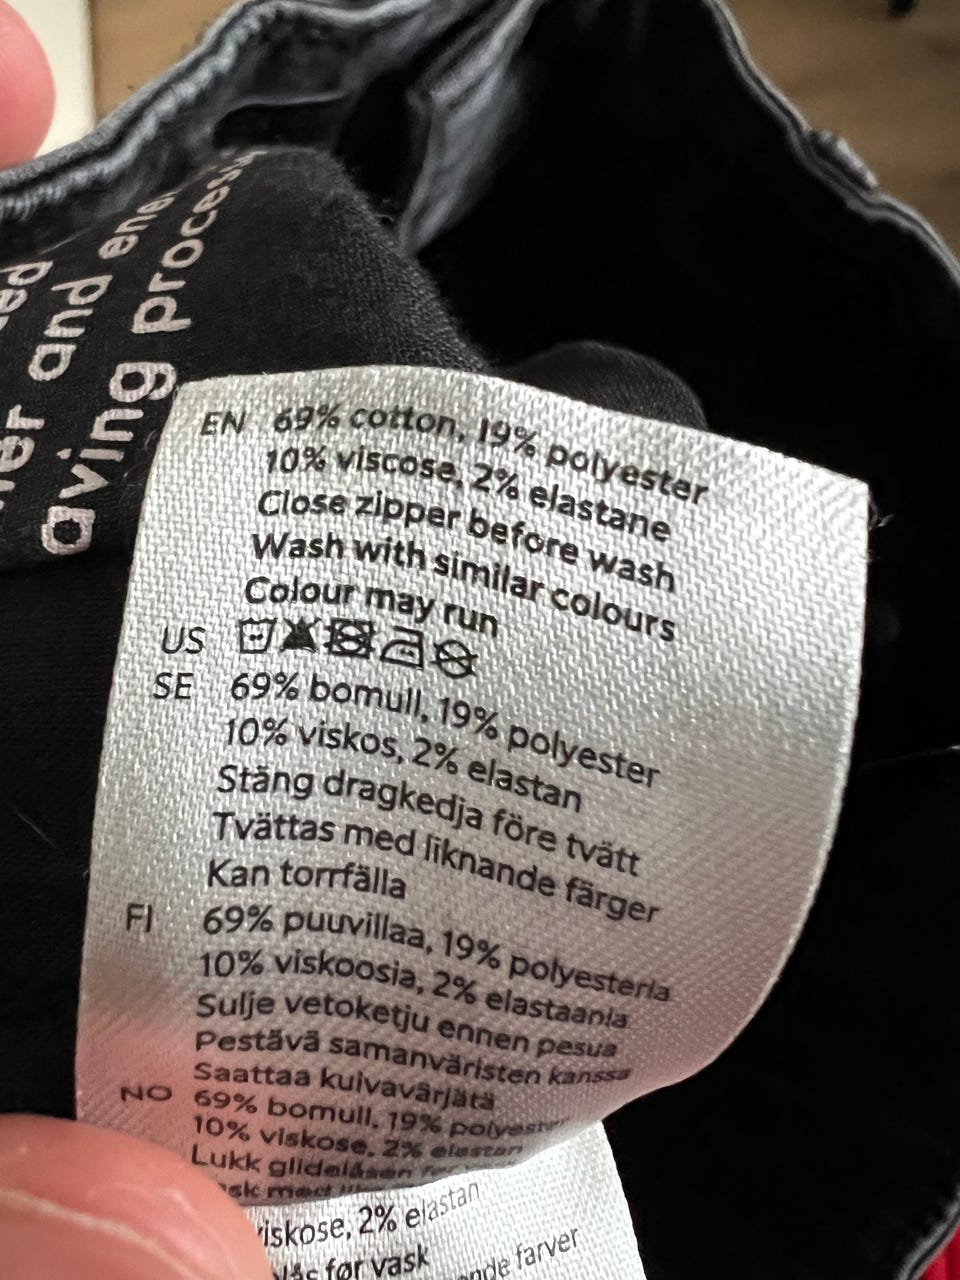 and
aving process
EN 69% cotton, 19% polyester
10% viscose, 2% elastane
Close zipper before wash
Wash with similar colours
Colour may run
US
SE 69% bomull, 19% polyester
10% viskos, 2% elastan
Stäng dragkedja före tvätt
Tvättas med liknande färger
Kan torrfälla
FI 69% puuvillaa, 19% polyesteria
10% viskoosia, 2% elastaania
Sulje vetoketju ennen pesua
Pestävä samanväristen kanssa
Saattaa kuivavärjätä
NO 69% bomull, 19% polyester
10% viskose, 2% elastan
Lukk glidelåsen før
med
viskose, 2% elastan
før vask
farver